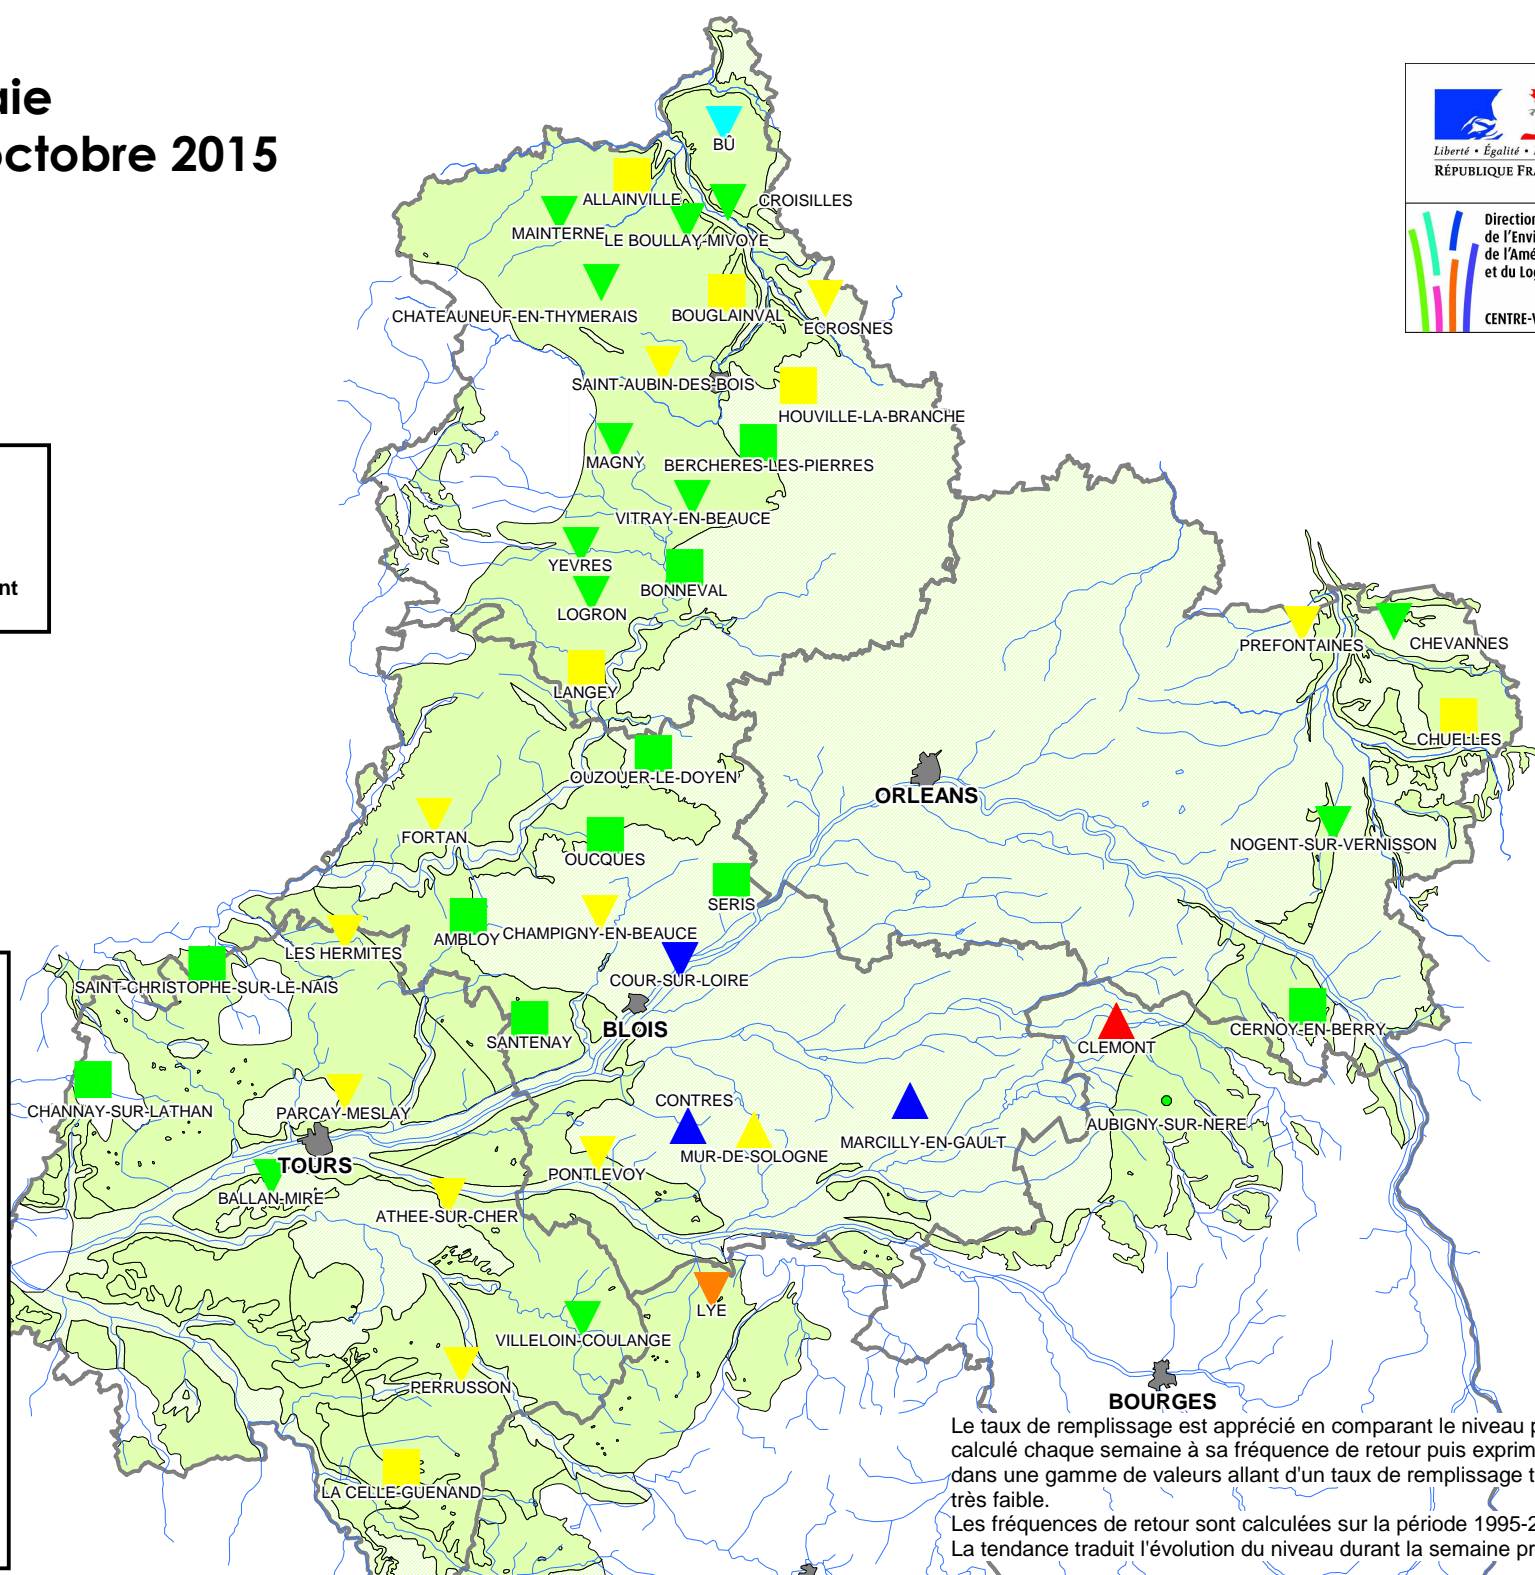 octobre 2015
Liberté • Égalité •
RÉPUBLIQUE
Direction
de l'Envi
de l'Amé
et du Log
CENTRE-V
BÛ
ALLAINVILLE
CROISILLES
MAINTERNE
LE BOULLAY-MIVOYE
CHATEAUNEUF-EN-THYMERAIS
BOUGLAINVAL
ECROSNES
SAINT-AUBIN-DES-BOIS
HOUVILLE-LA-BRANCHE
MAGNY
BERCHERES-LES-PIERRES
VITRAY-EN-BEAUCE
YEVRES
BONNEVAL
nt
LOGRON
PREFONTAINES
CHEVANNES
LANGEY
CHUELLES
OUZOUER-LE-DOYEN
ORLEANS
FORTAN
OUCQUES
NOGENT-SUR-VERNISSON
SERIS
AMBLOY
CHAMPIGNY-EN-BEAUCE
LES HERMITES
COUR-SUR-LOIRE
SAINT-CHRISTOPHE-SUR-LE-NAIS
BLOIS
CERNOY-EN-BERRY
SANTENAY
CLEMONT
CONTRES
CHANNAY-SUR-LATHAN
PARCAY-MESLAY
AUBIGNY-SUR-NERE
MARCILLY-EN-GAULT
MUR-DE-SOLOGNE
TOURS
PONTLEVOY
BALLAN-MIRE
ATHEE-SUR-CHER
LYE
VILLELOIN-COULANGE
PERRUSSON
BOURGES
LA CELLE-GUENAND
Le taux de remplissage est apprécié en comparant le niveau p
calculé chaque semaine à sa fréquence de retour puis exprim
dans une gamme de valeurs allant d'un taux de remplissage t
très faible.
Les fréquences de retour sont calculées sur la période 1995-2
La tendance traduit l'évolution du niveau durant la semaine pr